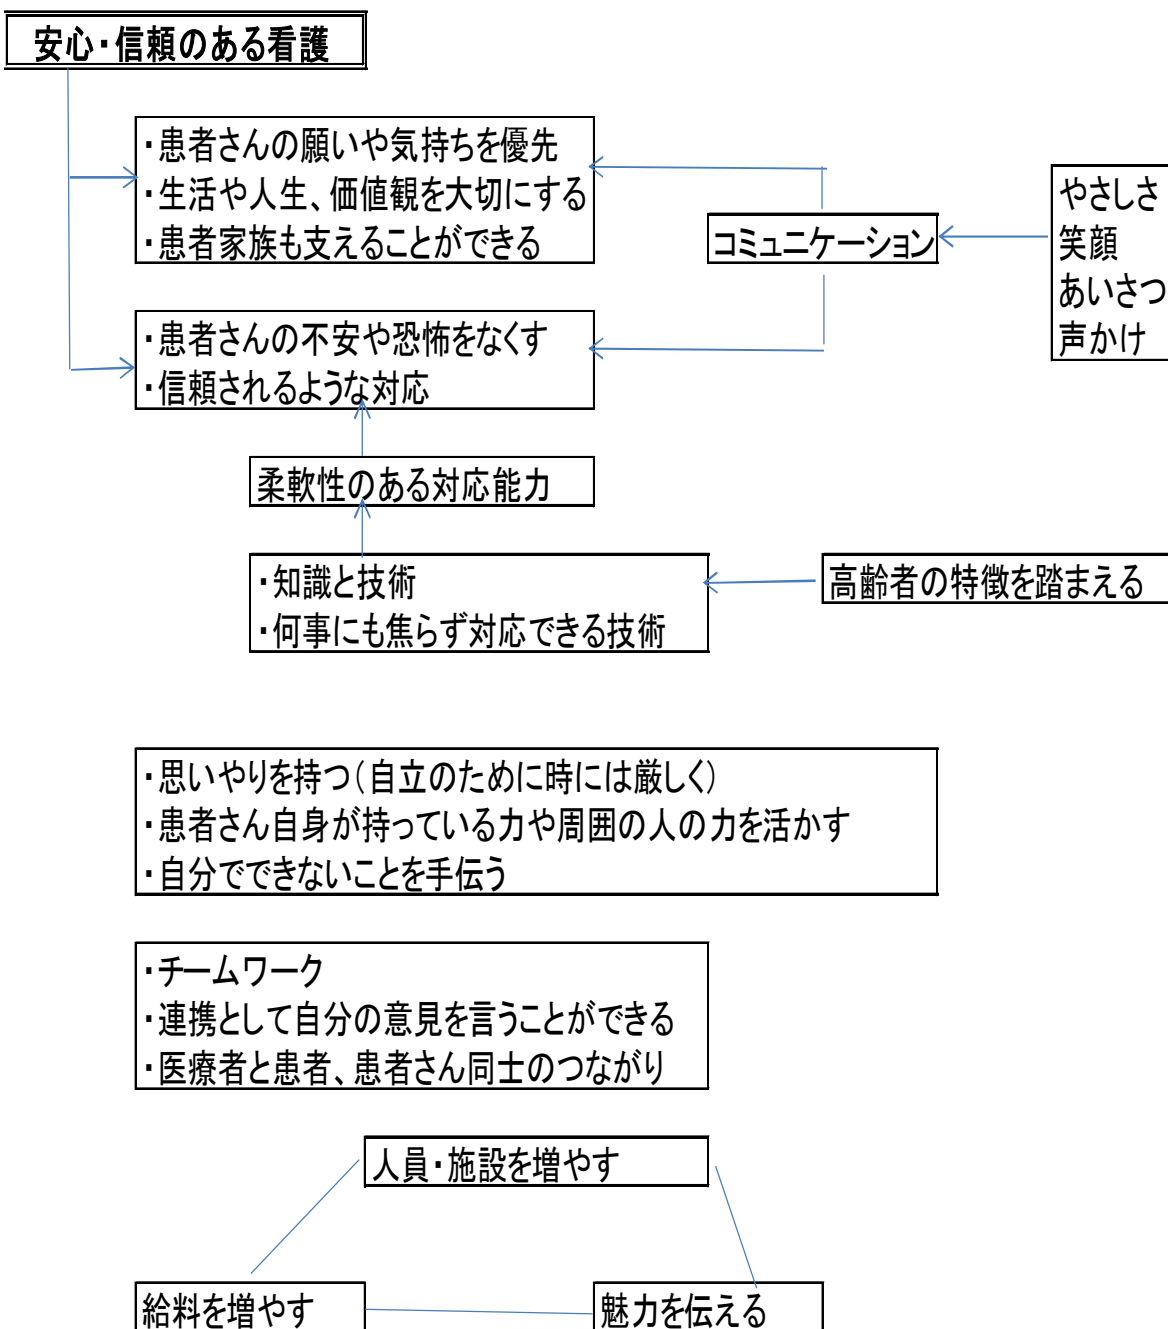 安心・信頼のある看護
・患者さんの願いや気持ちを優先
・生活や人生、価値観を大切にする
・患者家族も支えることができる
コミュニケーション
やさしさ
笑顔
あいさつ
声かけ
・患者さんの不安や恐怖をなくす
・信頼されるような対応
柔軟性のある対応能力
・知識と技術
・何事にも焦らず対応できる技術
高齢者の特徴を踏まえる
・思いやりを持つ(自立のために時には厳しく)
・患者さん自身が持っている力や周囲の人の力を活かす
・自分でできないことを手伝う
・チームワーク
・連携として自分の意見を言うことができる
・医療者と患者、患者さん同士のつながり
人員・施設を増やす
給料を増やす
魅力を伝える